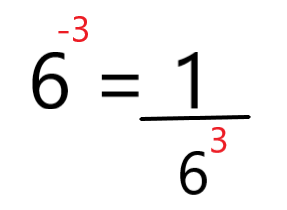 6⁻³ = 1
6³